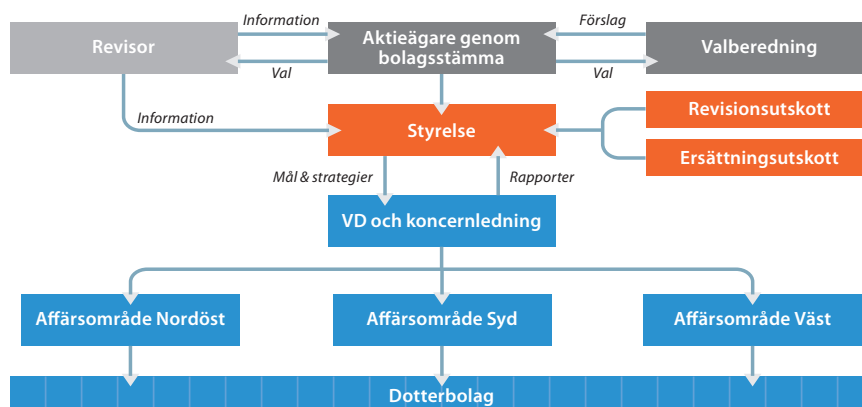 Information
Förslag
Revisor
Aktieägare genom
bolagsstämma
Valberedning
Val
Val
Information
Styrelse
Revisionsutskott
Ersättningsutskott
Mål & strategier
Rapporter
VD och koncernledning
Affärsområde Nordöst
Affärsområde Syd
Affärsområde Väst
Dotterbolag